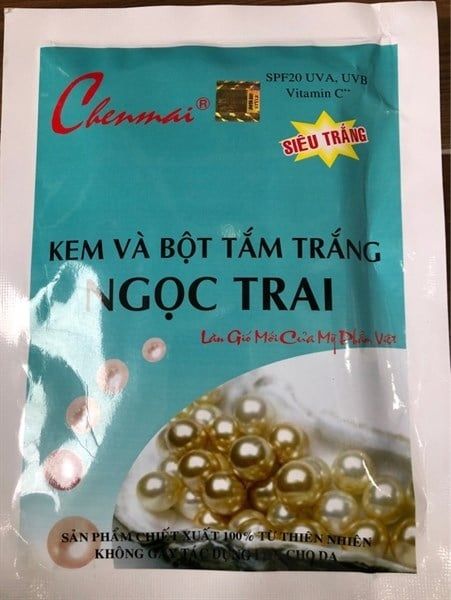 Chenmai®
SPF20 UVA, UVB
Vitamin C**
SIÊU TRẮNG
KEM VÀ BỘT TẮM TRẮNG
NGỌC TRAI
Làn Gió Mới Của Mỹ Phẩm Việt
SẢN PHẨM CHIẾT XUẤT 100% TỪ THIÊN NHIÊN
KHÔNG GÂY TÁC DỤNG CHO DA